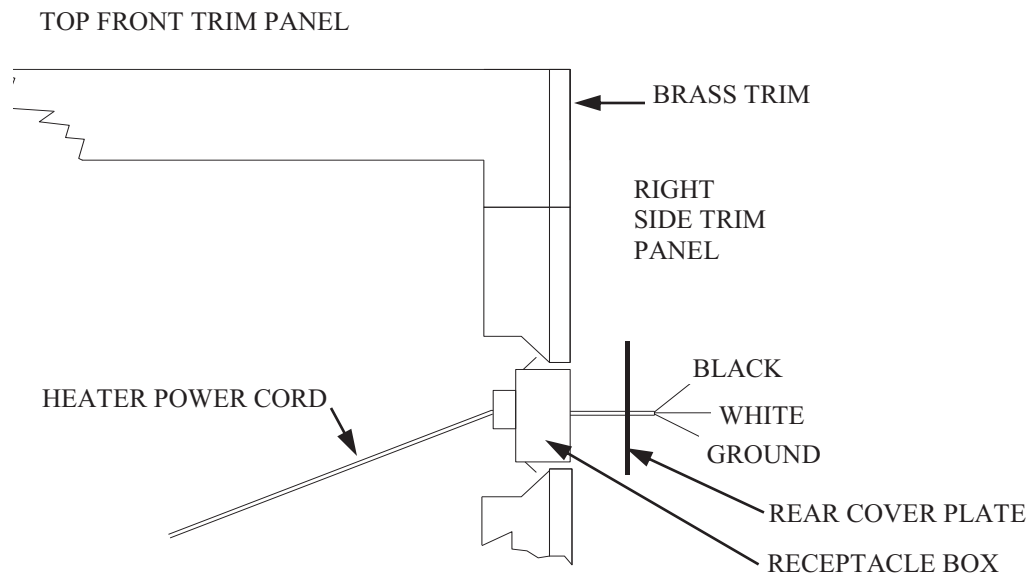 TOP FRONT TRIM PANEL
BRASS TRIM
RIGHT
SIDE TRIM
PANEL
BLACK
HEATER POWER CORD
WHITE
GROUND
REAR COVER PLATE
RECEPTACLE BOX